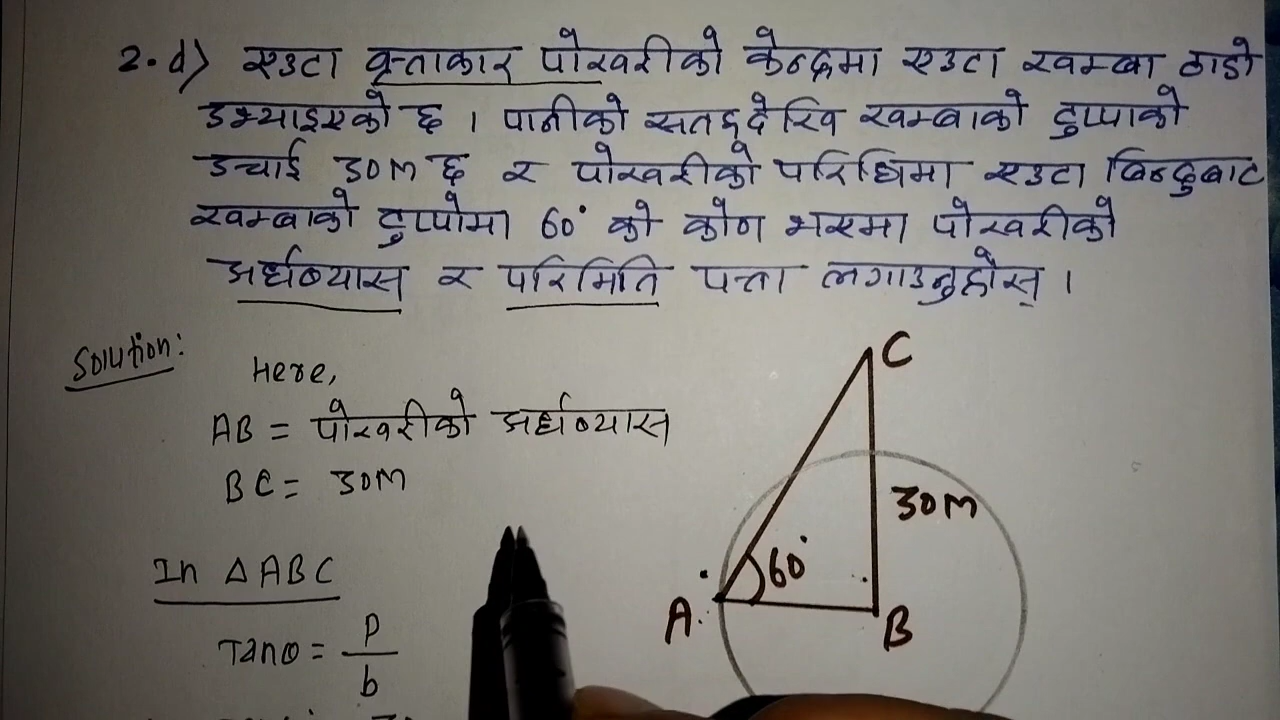 2.d) एउटा वृत्ताकार पोखरीको केन्द्रमा एउटा खम्बा ठाडो
उभ्याइएको छ । पानीको सतहदेखि खम्बाको टुप्पाको
उचाई 30M छ र पोखरीको परिधिमा एउटा बिन्दुबाट
खम्बाको टुप्पोमा 60° को कोण भएमा पोखरीको
अर्धव्यास र परिमिति पत्ता लगाउनुहोस् ।
Solution:
Here,
AB = पोखरीको अर्धव्यास
BC = 30M
In △ABC
Tanθ = P
b
C
30M
60°
A
B